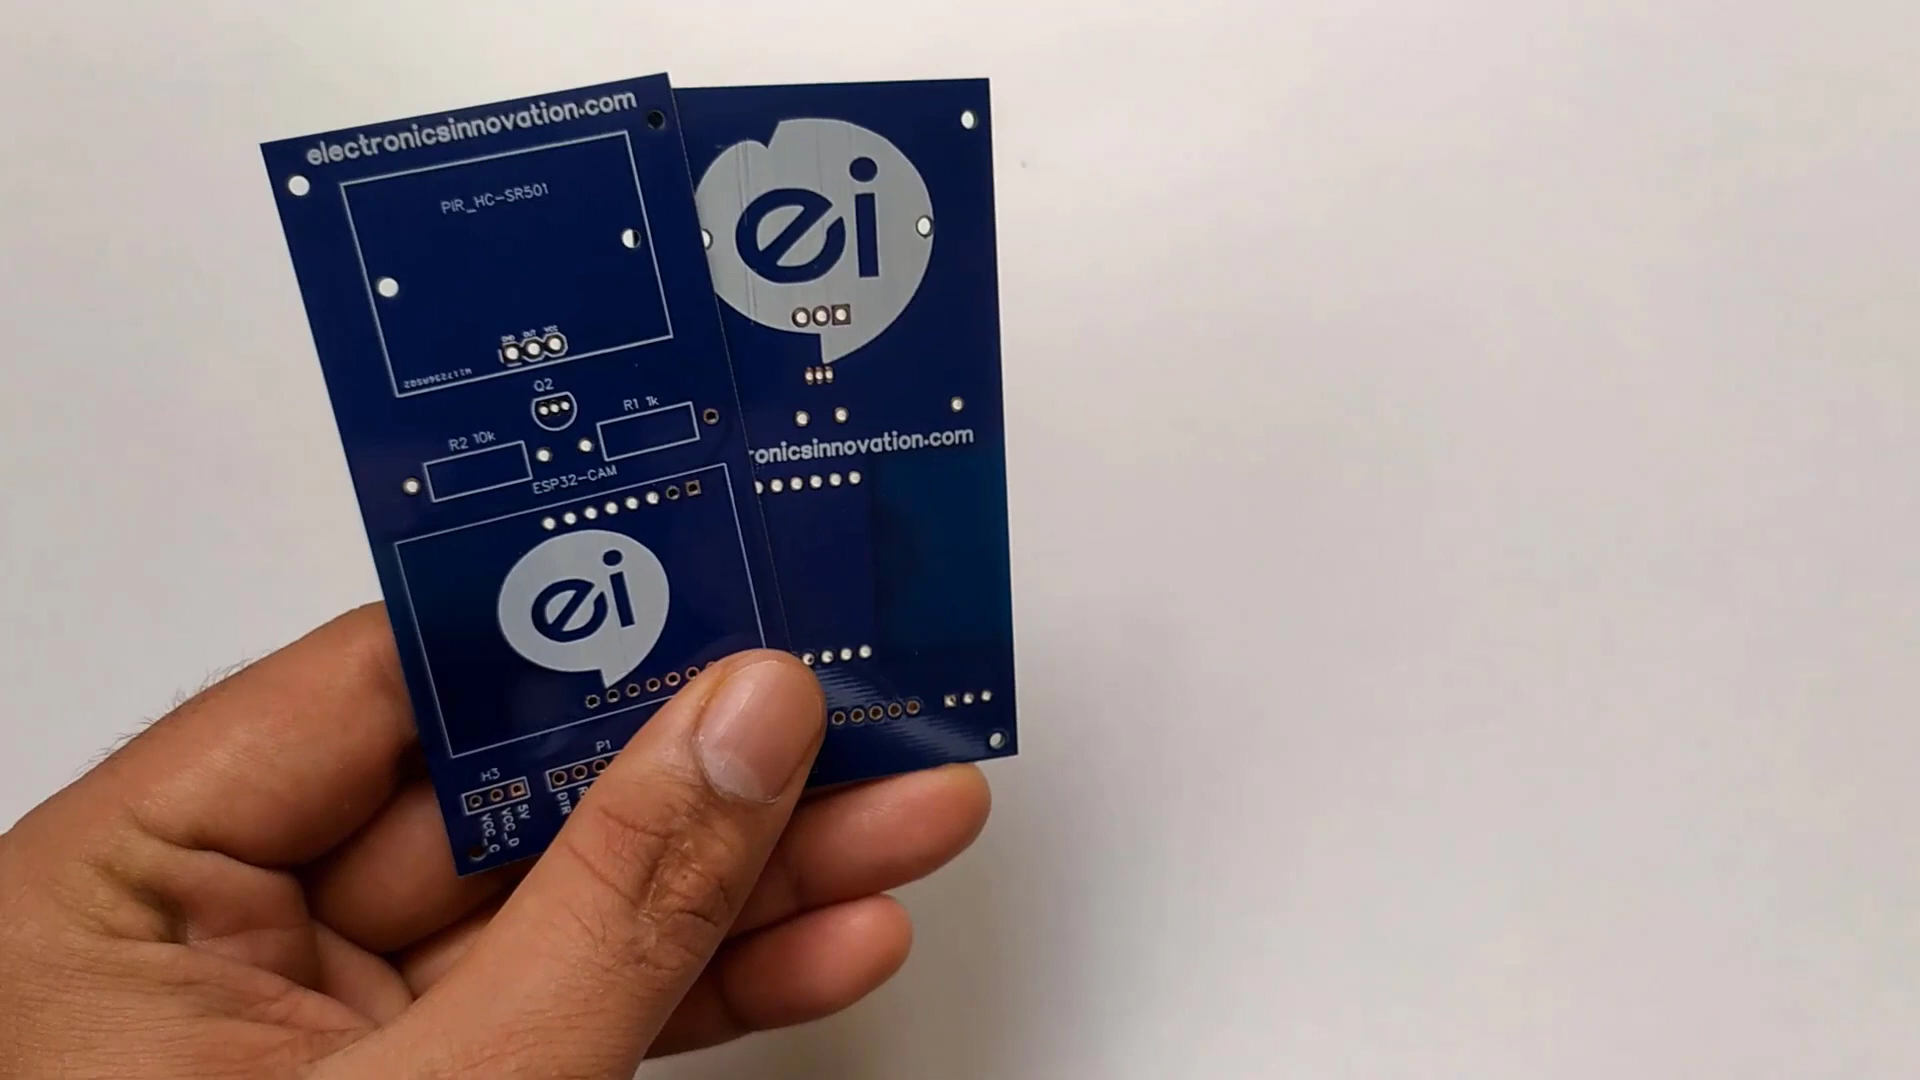 electronicsinnovation.com
PIR_HC-SR501
GND OUT VCC
Q2
R1 1k
R2 10k
ESP32-CAM
ei
P1
H3
DTR
5V
VCC_D
VCC_C
ei
ronicsinnovation.com